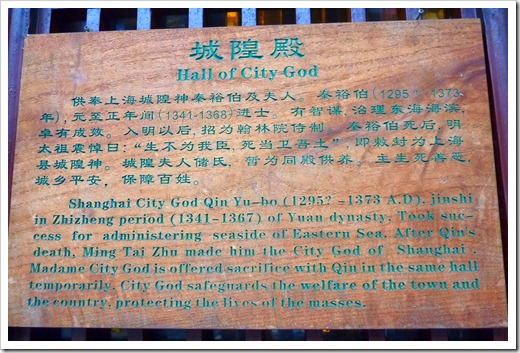 城隍殿
Hall of City God
供奉上海城隍神秦裕伯及夫人。秦裕伯(1295？-1373
年), 元至正年间(1341-1368)进士。有智谋, 治理东海海滨,
卓有成效。入明以后, 招为翰林院侍制。秦裕伯死后, 明
太祖震悼曰: “生不为我臣, 死当卫吾土”, 即敕封为上海
县城隍神。城隍夫人储氏, 暂为同殿供养。主生死善恶,
城乡平安, 保障百姓。
Shanghai City God Qin Yu-bo (1295? -1373 A.D), jinshi
in Zhizheng period (1341-1367) of Yuan dynasty. Took suc-
cess for administering seaside of Eastern Sea. After Qin's
death, Ming Tai Zhu made him the City God of Shanghai .
Madame City God is offered sacrifice with Qin in the same hall
temporarily. City God safeguards the welfare of the town and
the country, protecting the lives of the masses.